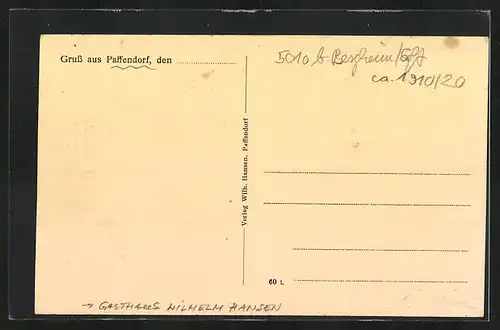 Gruß aus Paffendorf, den
5010 b. Bergheim/Erft
ca. 1910/20
Verlag Wilh. Hansen, Paffendorf
60 L
→ GASTHAUS WILHELM HANSEN